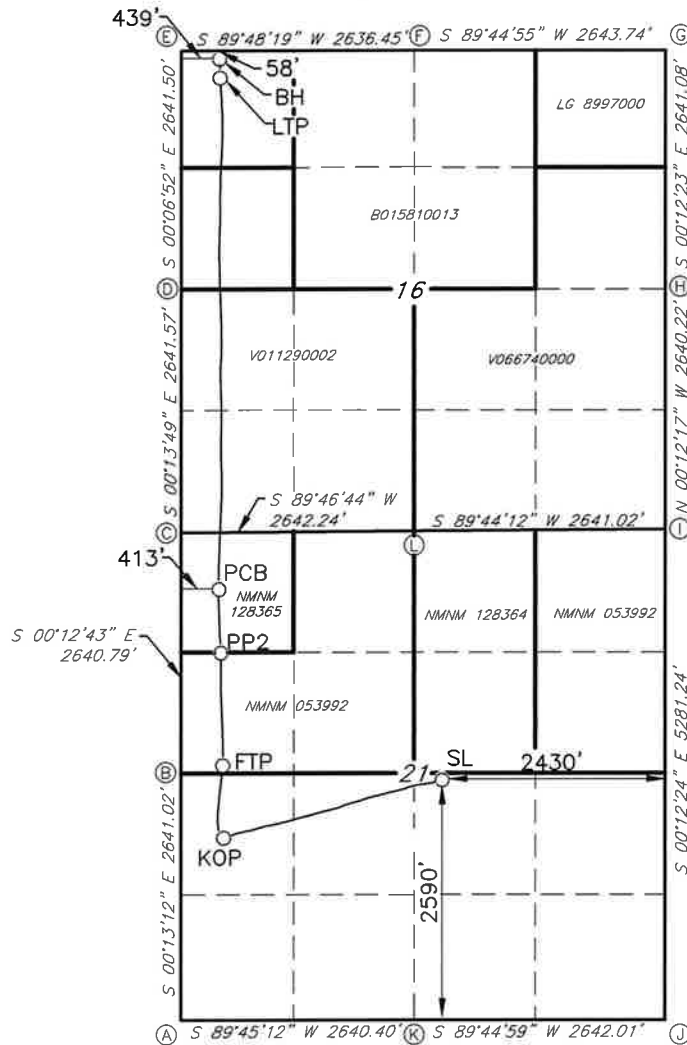 439'
Ⓔ S 89°48'19" W 2636.45' Ⓕ S 89°44'55" W 2643.74' Ⓖ
58'
BH
LTP
LG 8997000
S 00°06'52" E 2641.50'
S 00°12'23" E 2641.08'
B015810013
Ⓓ 16 Ⓗ
V011290002 V066740000
S 00°13'49" E 2641.57'
N 00°12'17" W 2640.22'
S 89°46'44" W
2642.24' S 89°44'12" W 2641.02'
Ⓒ Ⓛ Ⓘ
413'
PCB
NMNM
128365
NMNM 128364 NMNM 053992
S 00°12'43" E
2640.79'
PP2
NMNM 053992
FTP SL
Ⓑ 21 2430'
KOP
2590'
S 00°13'12" E 2641.02'
S 00°12'24" E 5281.24'
Ⓐ S 89°45'12" W 2640.40' Ⓚ S 89°44'59" W 2642.01' Ⓙ